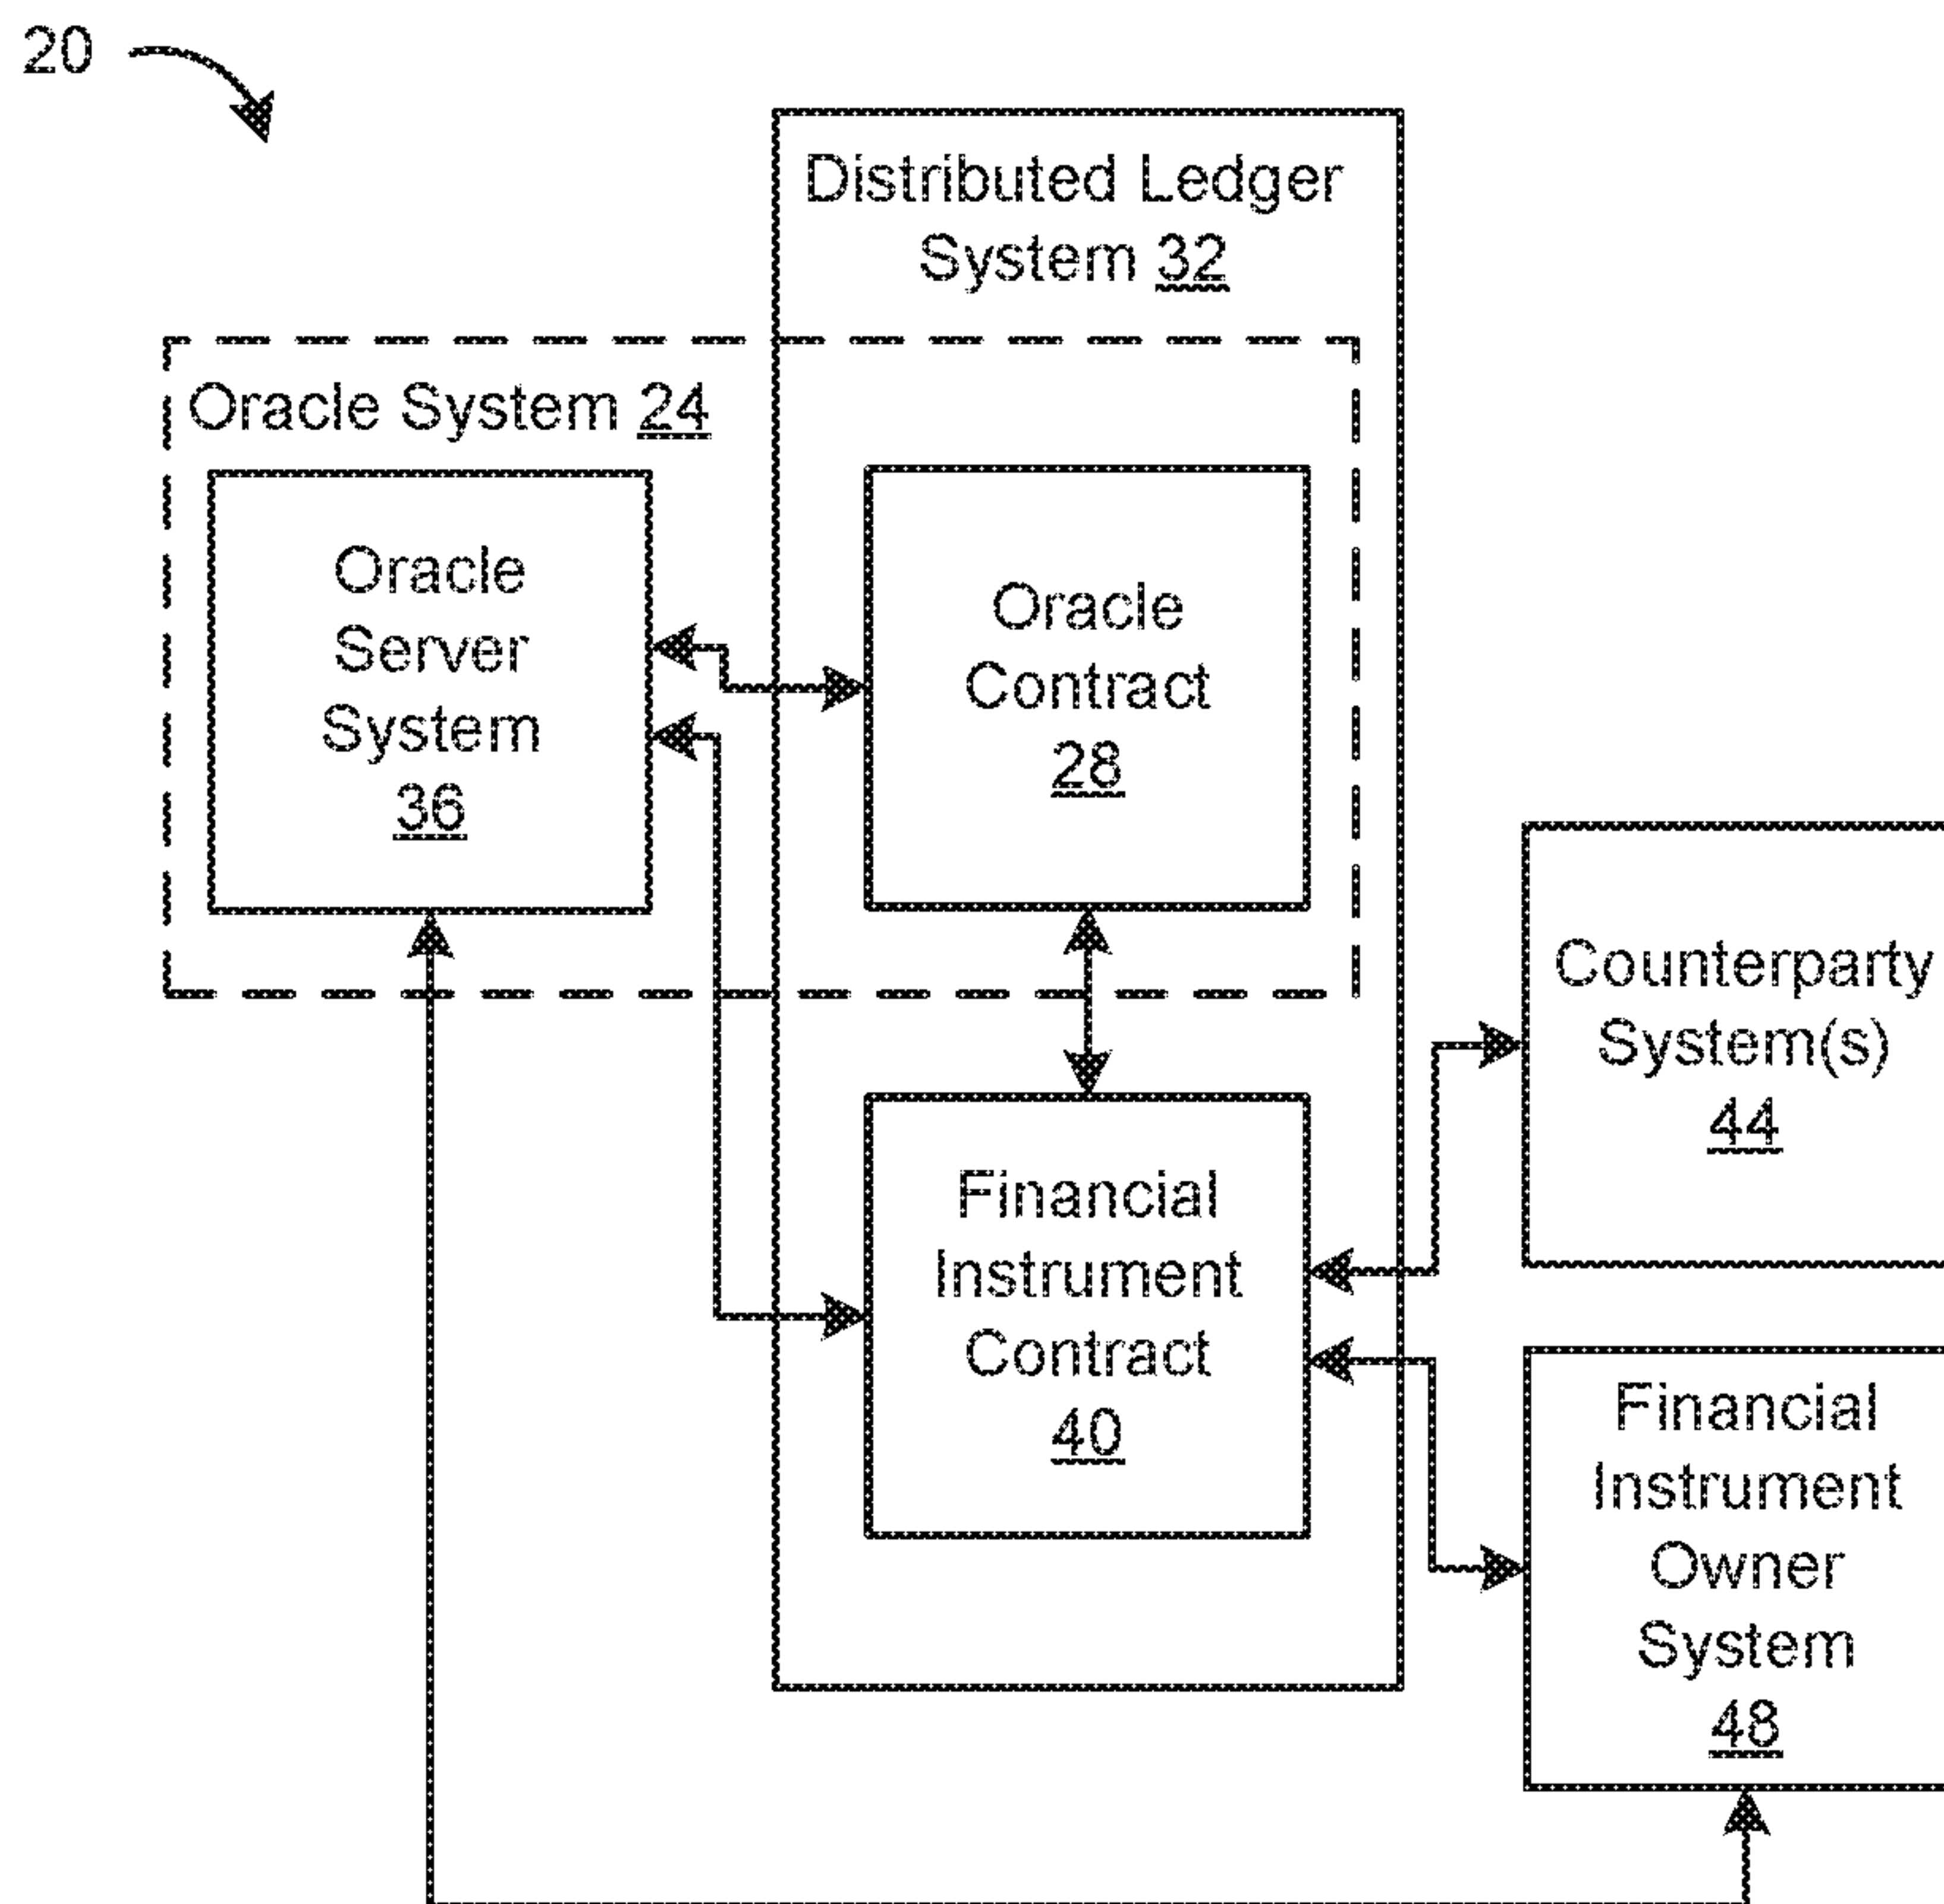 20
Distributed Ledger
System 32
Oracle System 24
Oracle
Server
System
36
Oracle
Contract
28
Counterparty
System(s)
44
Financial
Instrument
Contract
40
Financial
Instrument
Owner
System
48